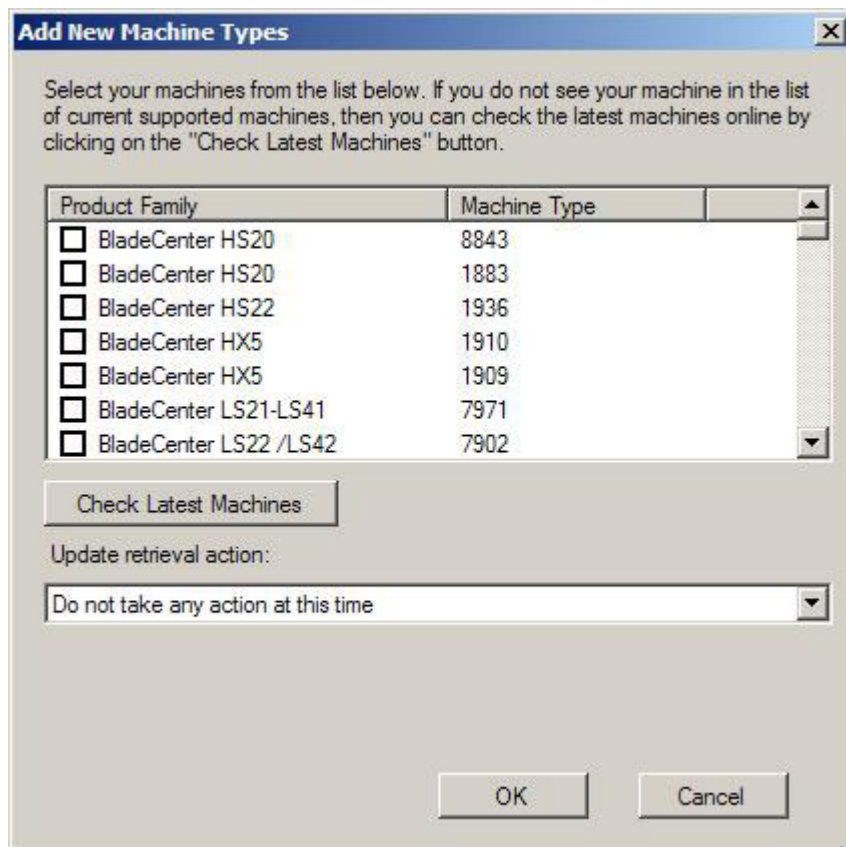 Add New Machine Types
Select your machines from the list below. If you do not see your machine in the list
of current supported machines, then you can check the latest machines online by
clicking on the "Check Latest Machines" button.
Product Family Machine Type
BladeCenter HS20 8843
BladeCenter HS20 1883
BladeCenter HS22 1936
BladeCenter HX5 1910
BladeCenter HX5 1909
BladeCenter LS21-LS41 7971
BladeCenter LS22 /LS42 7902
Check Latest Machines
Update retrieval action:
Do not take any action at this time
OK Cancel